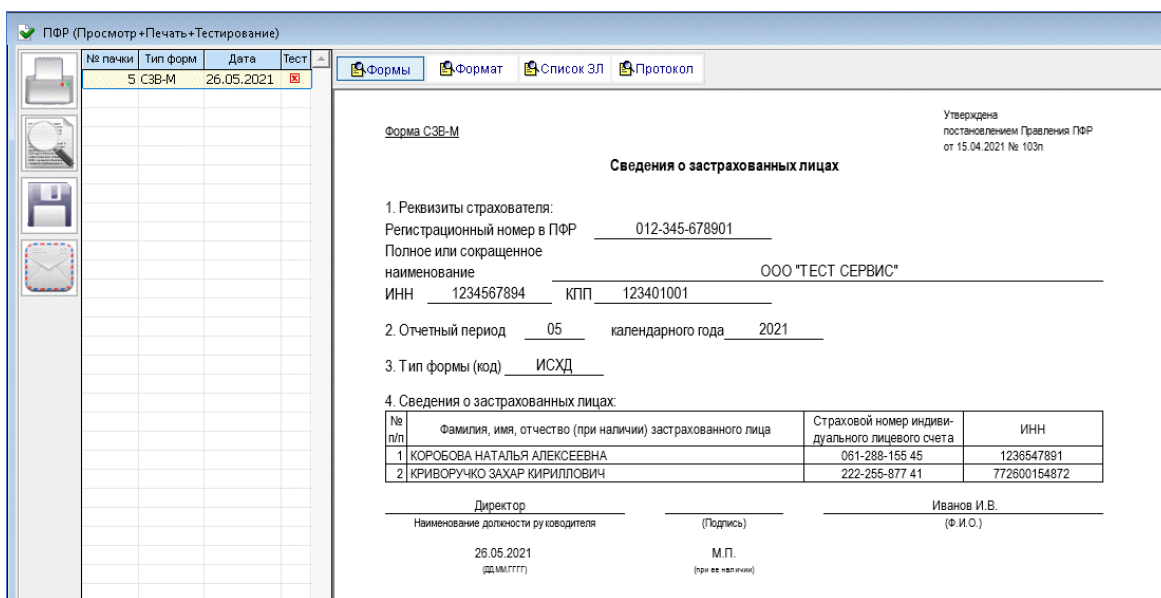 ПФР (Просмотр+Печать+Тестирование)
№ пачки Тип форм Дата Тест
5 СЗВ-М 26.05.2021
Формы Формат Список ЗЛ Протокол
Утверждена
постановлением Правления ПФР
от 15.04.2021 № 103п
Форма СЗВ-М
Сведения о застрахованных лицах
1. Реквизиты страхователя:
Регистрационный номер в ПФР 012-345-678901
Полное или сокращенное
наименование ООО "ТЕСТ СЕРВИС"
ИНН 1234567894 КПП 123401001
2. Отчетный период 05 календарного года 2021
3. Тип формы (код) ИСХД
4. Сведения о застрахованных лицах:
№ п/п Фамилия, имя, отчество (при наличии) застрахованного лица Страховой номер индиви-
дуального лицевого счета ИНН
1 КОРОБОВА НАТАЛЬЯ АЛЕКСЕЕВНА 061-288-155 45 1236547891
2 КРИВОРУЧКО ЗАХАР КИРИЛЛОВИЧ 222-255-877 41 772600154872
Директор Иванов И.В.
Наименование должности руководителя (Подпись) (Ф.И.О.)
26.05.2021 М.П.
(ДД.ММ.ГГГГ) (при ее наличии)